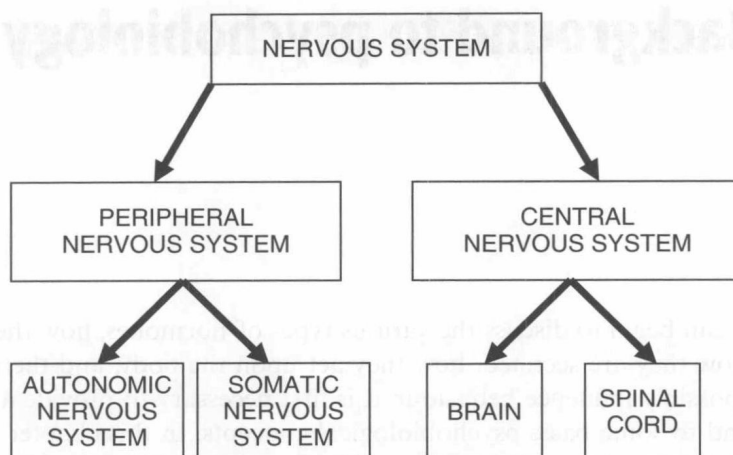 NERVOUS SYSTEM
PERIPHERAL
NERVOUS SYSTEM
CENTRAL
NERVOUS SYSTEM
AUTONOMIC
NERVOUS
SYSTEM
SOMATIC
NERVOUS
SYSTEM
BRAIN
SPINAL
CORD